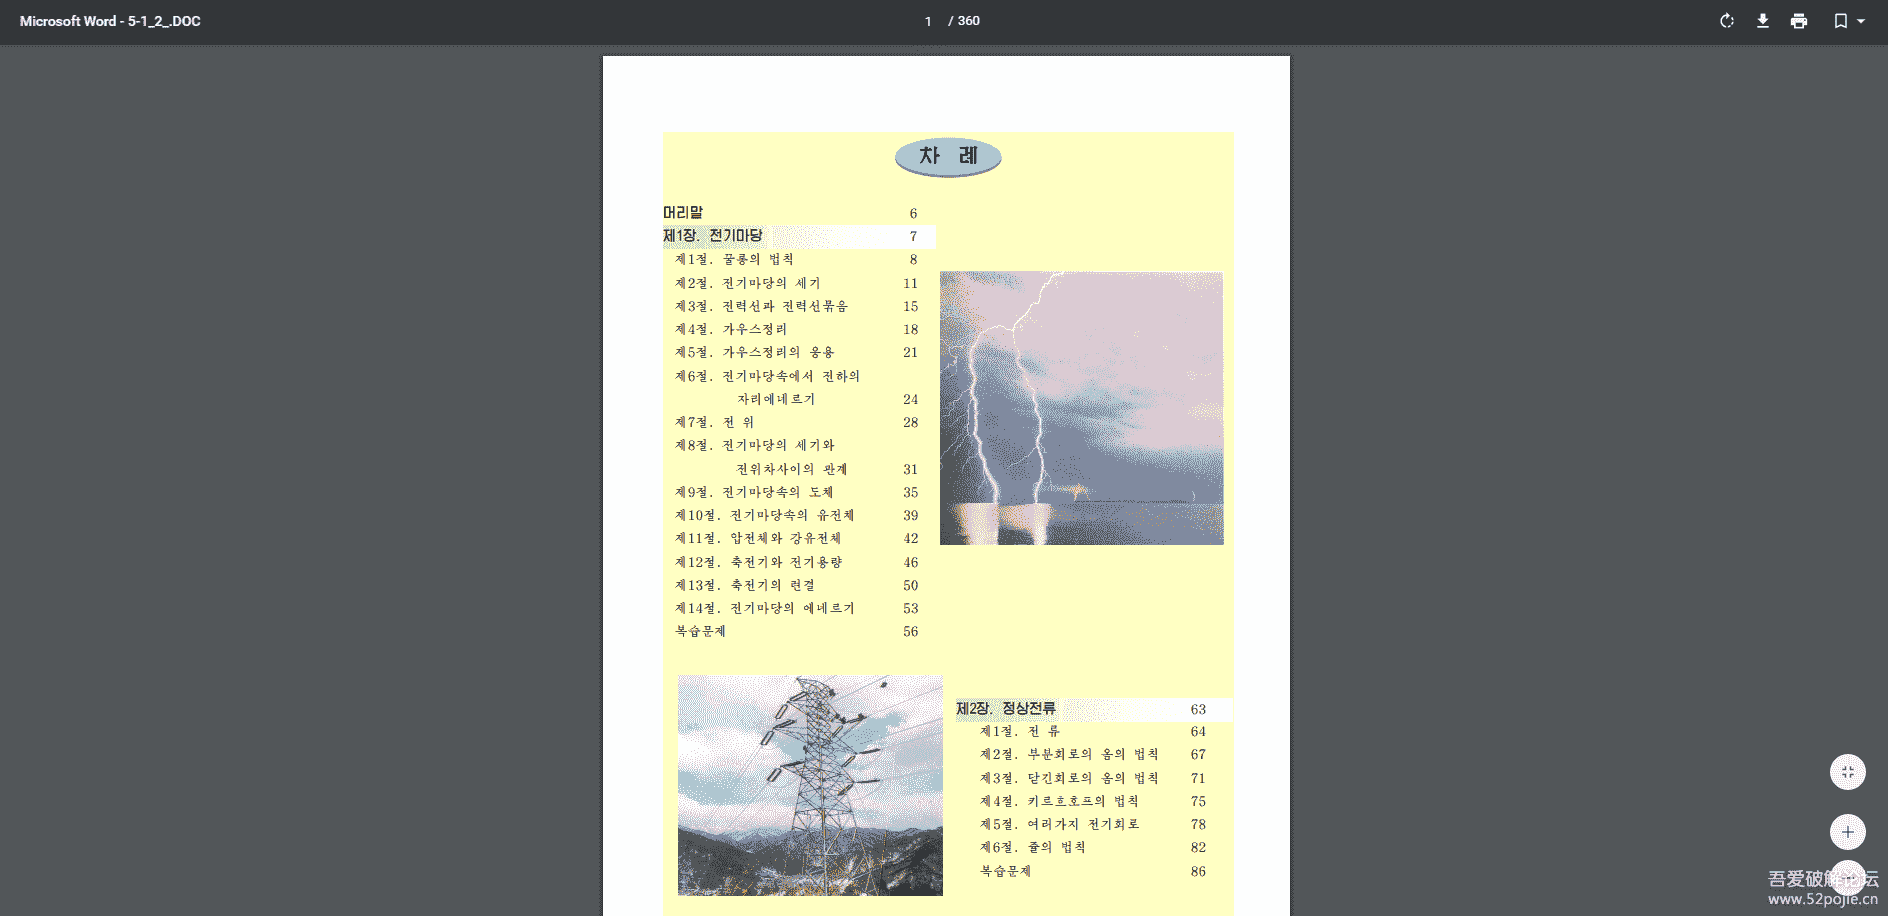 Microsoft Word - 5-1_2_.DOC
1 / 360
차 례
머리말 6
제1장. 전기마당 7
제1절. 꿀롱의 법칙 8
제2절. 전기마당의 세기 11
제3절. 전력선과 전력선묶음 15
제4절. 가우스정리 18
제5절. 가우스정리의 응용 21
제6절. 전기마당속에서 전하의
자리에네르기 24
제7절. 전 위 28
제8절. 전기마당의 세기와
전위차사이의 관계 31
제9절. 전기마당속의 도체 35
제10절. 전기마당속의 유전체 39
제11절. 압전체와 강유전체 42
제12절. 축전기와 전기용량 46
제13절. 축전기의 련결 50
제14절. 전기마당의 에네르기 53
복습문제 56
제2장. 정상전류 63
제1절. 전 류 64
제2절. 부분회로의 옴의 법칙 67
제3절. 닫긴회로의 옴의 법칙 71
제4절. 키르흐호프의 법칙 75
제5절. 여러가지 전기회로 78
제6절. 쥴의 법칙 82
복습문제 86
吾爱破解论坛
www.52pojie.cn